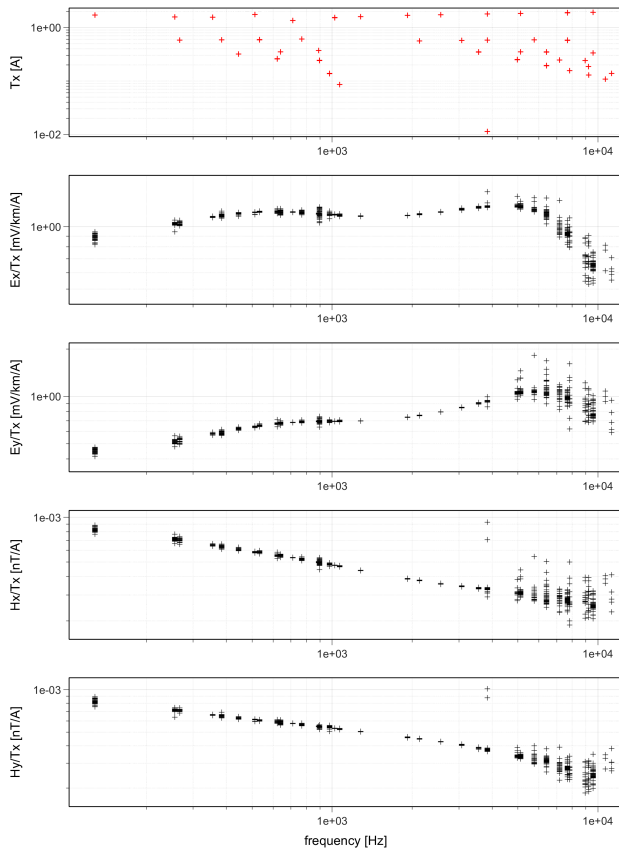 1e+00
1e-02
Tx [A]
1e+03
1e+04
1e+00
Ex/Tx [mV/km/A]
1e+03
1e+04
1e+00
Ey/Tx [mV/km/A]
1e+03
1e+04
1e-03
Hx/Tx [nT/A]
1e+03
1e+04
1e-03
Hy/Tx [nT/A]
1e+03
1e+04
frequency [Hz]